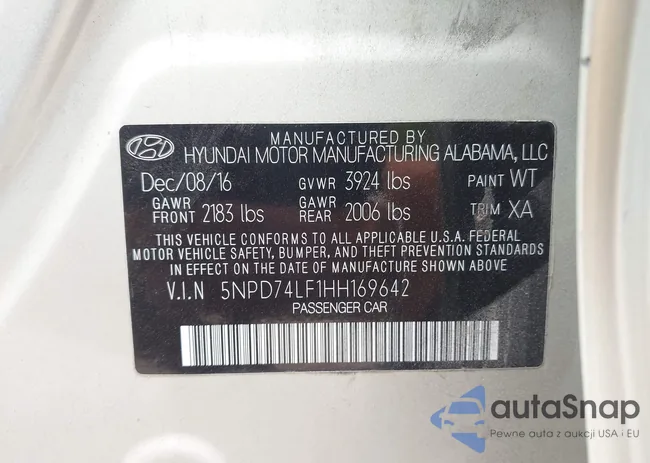 MANUFACTURED BY
HYUNDAI MOTOR MANUFACTURING ALABAMA, LLC
Dec/08/16 GVWR 3924 lbs PAINT WT
GAWR FRONT 2183 lbs GAWR REAR 2006 lbs TRIM XA
THIS VEHICLE CONFORMS TO ALL APPLICABLE U.S.A. FEDERAL
MOTOR VEHICLE SAFETY, BUMPER, AND THEFT PREVENTION STANDARDS
IN EFFECT ON THE DATE OF MANUFACTURE SHOWN ABOVE.
V.I.N 5NPD74LF1HH169642
PASSENGER CAR
autaSnap
Pewne auta z aukcji USA i EU